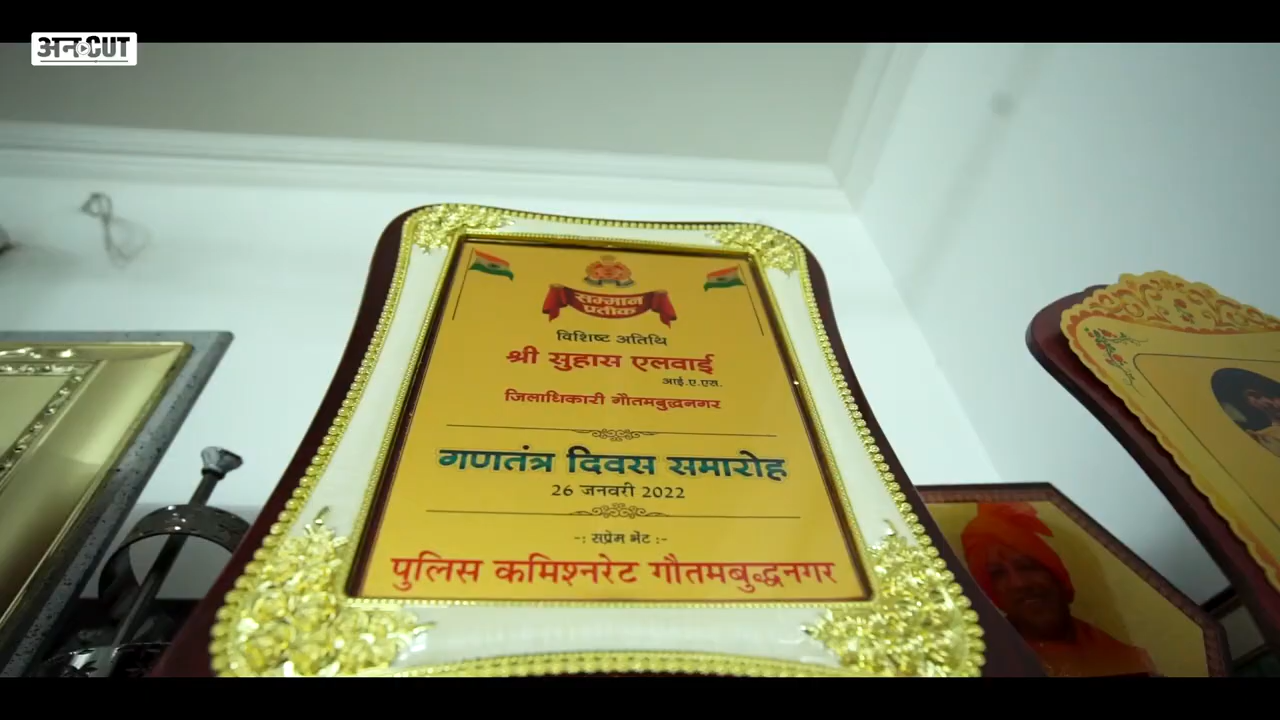 अनCUT
सम्मान
प्रतीक
विशिष्ट अतिथि
श्री सुहास एलवाई
आई.ए.एस.
जिलाधिकारी गौतमबुद्धनगर
गणतंत्र दिवस समारोह
26 जनवरी 2022
-: सप्रेम भेंट :-
पुलिस कमिश्नरेट गौतमबुद्धनगर